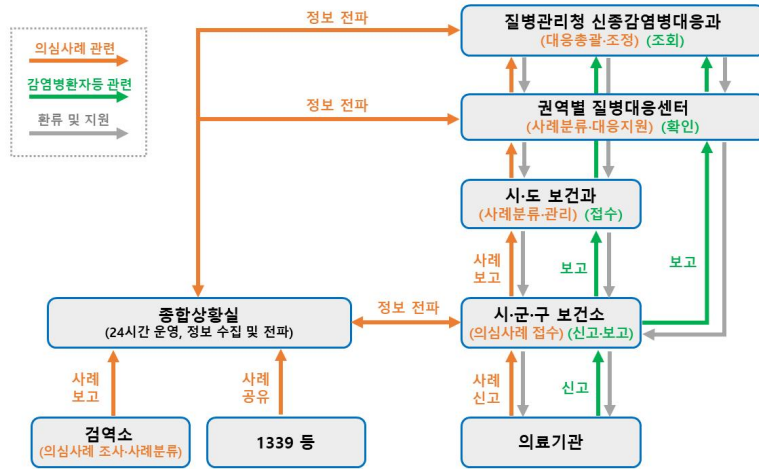 정보 전파
질병관리청 신종감염병대응과
(대응총괄·조정) (조회)
의심사례 관련
감염병환자등 관련
환류 및 지원
정보 전파
권역별 질병대응센터
(사례분류·대응지원) (확인)
시·도 보건과
(사례분류·관리) (접수)
사례
보고
보고
보고
종합상황실
(24시간 운영, 정보 수집 및 전파)
정보 전파
시·군·구 보건소
(의심사례 접수) (신고·보고)
사례
보고
사례
공유
사례
신고
신고
검역소
(의심사례 조사·사례분류)
1339 등
의료기관